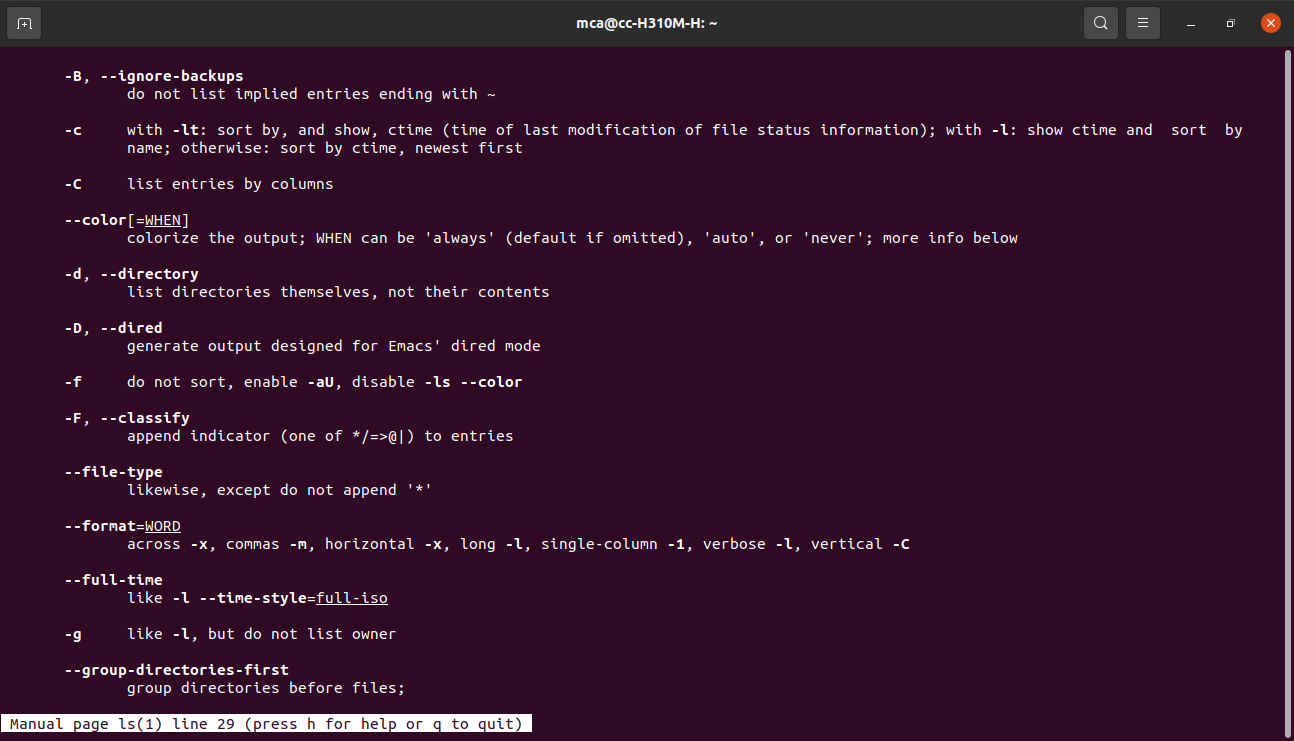 mca@cc-H310M-H: ~
-B, --ignore-backups
do not list implied entries ending with ~
-c     with -lt: sort by, and show, ctime (time of last modification of file status information); with -l: show ctime and  sort  by
name; otherwise: sort by ctime, newest first
-C     list entries by columns
--color[=WHEN]
colorize the output; WHEN can be 'always' (default if omitted), 'auto', or 'never'; more info below
-d, --directory
list directories themselves, not their contents
-D, --dired
generate output designed for Emacs' dired mode
-f     do not sort, enable -aU, disable -ls --color
-F, --classify
append indicator (one of */=>@|) to entries
--file-type
likewise, except do not append '*'
--format=WORD
across -x, commas -m, horizontal -x, long -l, single-column -1, verbose -l, vertical -C
--full-time
like -l --time-style=full-iso
-g     like -l, but do not list owner
--group-directories-first
group directories before files;
Manual page ls(1) line 29 (press h for help or q to quit)